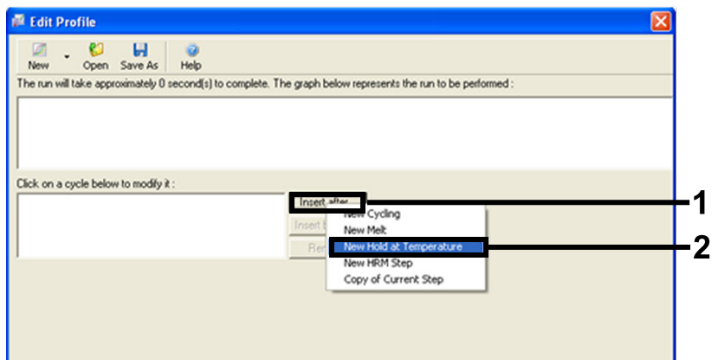 Edit Profile
New Open Save As Help
The run will take approximately 0 second(s) to complete. The graph below represents the run to be performed :
Click on a cycle below to modify it :
Insert after...
1
New Cycling
Insert
New Melt
New Hold at Temperature
2
New HRM Step
Copy of Current Step